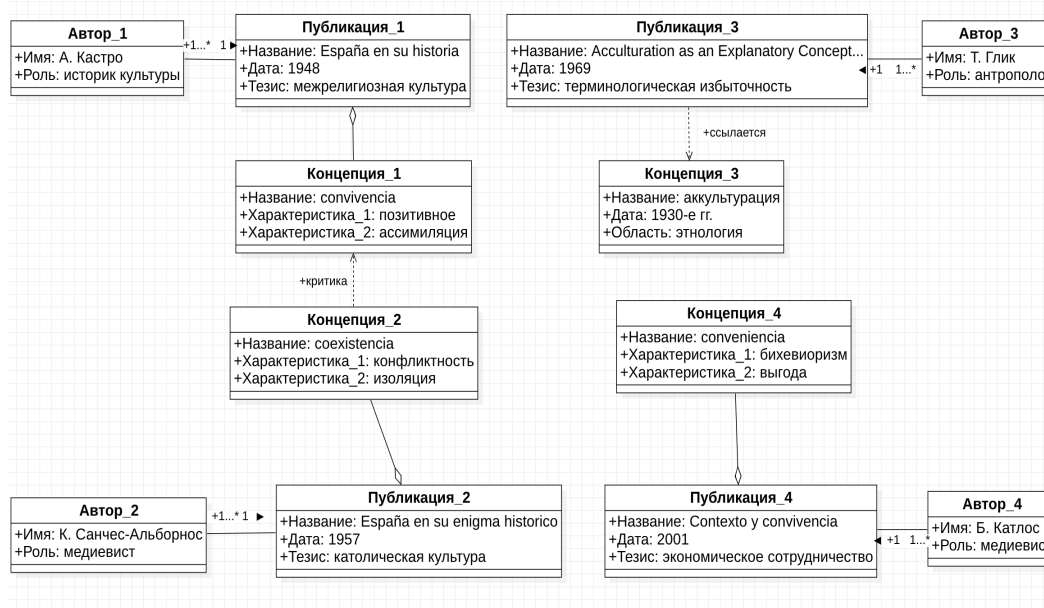 Автор_1
+Имя: А. Кастро
+Роль: историк культуры
+1...* 1
Публикация_1
+Название: España en su historia
+Дата: 1948
+Тезис: межрелигиозная культура
Публикация_3
+Название: Acculturation as an Explanatory Concept...
+Дата: 1969
+Тезис: терминологическая избыточность
+1 1...*
Автор_3
+Имя: Т. Глик
+Роль: антрополо
+ссылается
Концепция_1
+Название: convivencia
+Характеристика_1: позитивное
+Характеристика_2: ассимиляция
Концепция_3
+Название: аккультурация
+Дата: 1930-е гг.
+Область: этнология
+критика
Концепция_2
+Название: coexistencia
+Характеристика_1: конфликтность
+Характеристика_2: изоляция
Концепция_4
+Название: conveniencia
+Характеристика_1: бихевиоризм
+Характеристика_2: выгода
Автор_2
+Имя: К. Санчес-Альборнос
+Роль: медиевист
+1...* 1
Публикация_2
+Название: España en su enigma historico
+Дата: 1957
+Тезис: католическая культура
Публикация_4
+Название: Contexto y convivencia
+Дата: 2001
+Тезис: экономическое сотрудничество
+1 1...*
Автор_4
+Имя: Б. Катлос
+Роль: медиевис